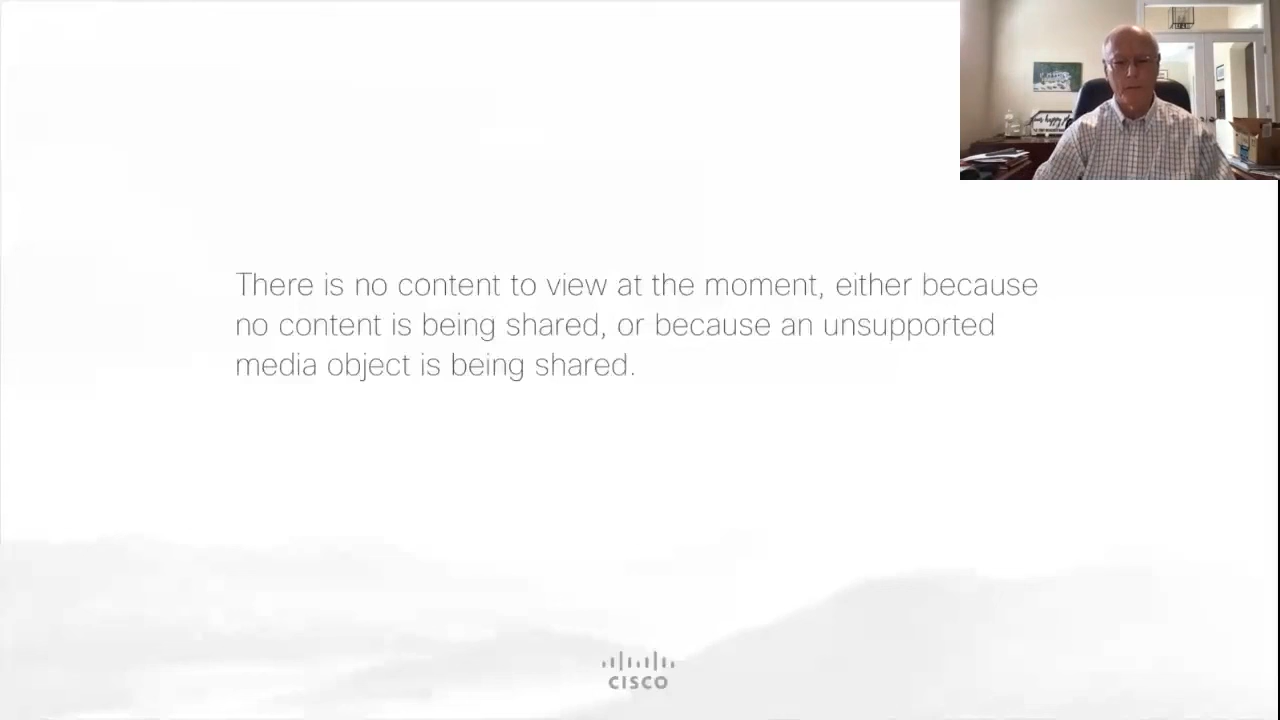 There is no content to view at the moment, either because
no content is being shared, or because an unsupported
media object is being shared.
CISCO